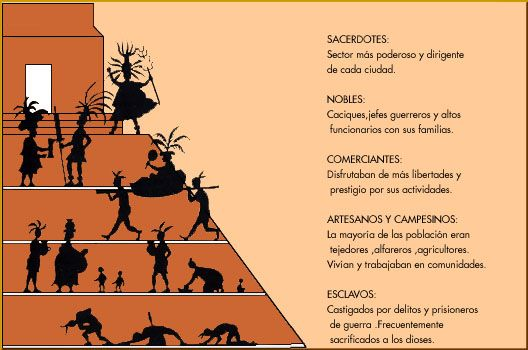 SACERDOTES:
Sector más poderoso y dirigente
de cada ciudad.
NOBLES:
Caciques,jefes guerreros y altos
funcionarios con sus familias.
COMERCIANTES:
Disfrutaban de más libertades y
prestigio por sus actividades.
ARTESANOS Y CAMPESINOS:
La mayoría de las población eran
tejedores ,alfareros ,agricultores.
Vivian y trabajaban en comunidades.
ESCLAVOS:
Castigados por delitos y prisioneros
de guerra .Frecuentemente
sacrificados a los dioses.